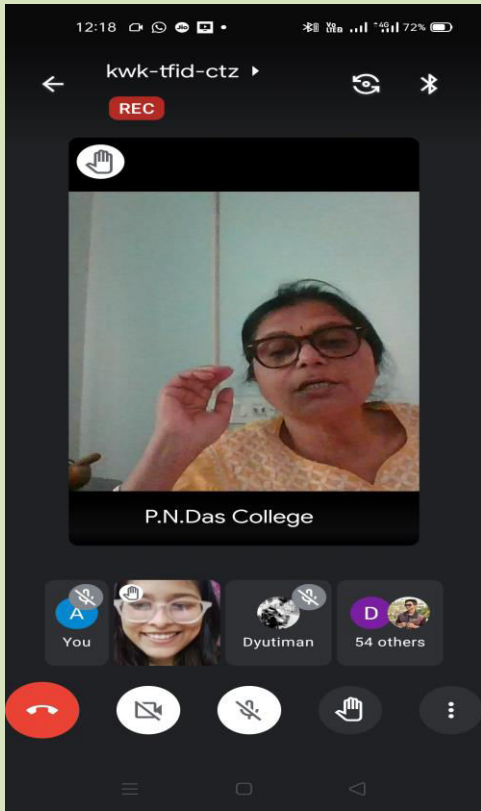 12:18 72%
kwk-tfid-ctz
REC
P.N.Das College
A D
You Dyutiman 54 others